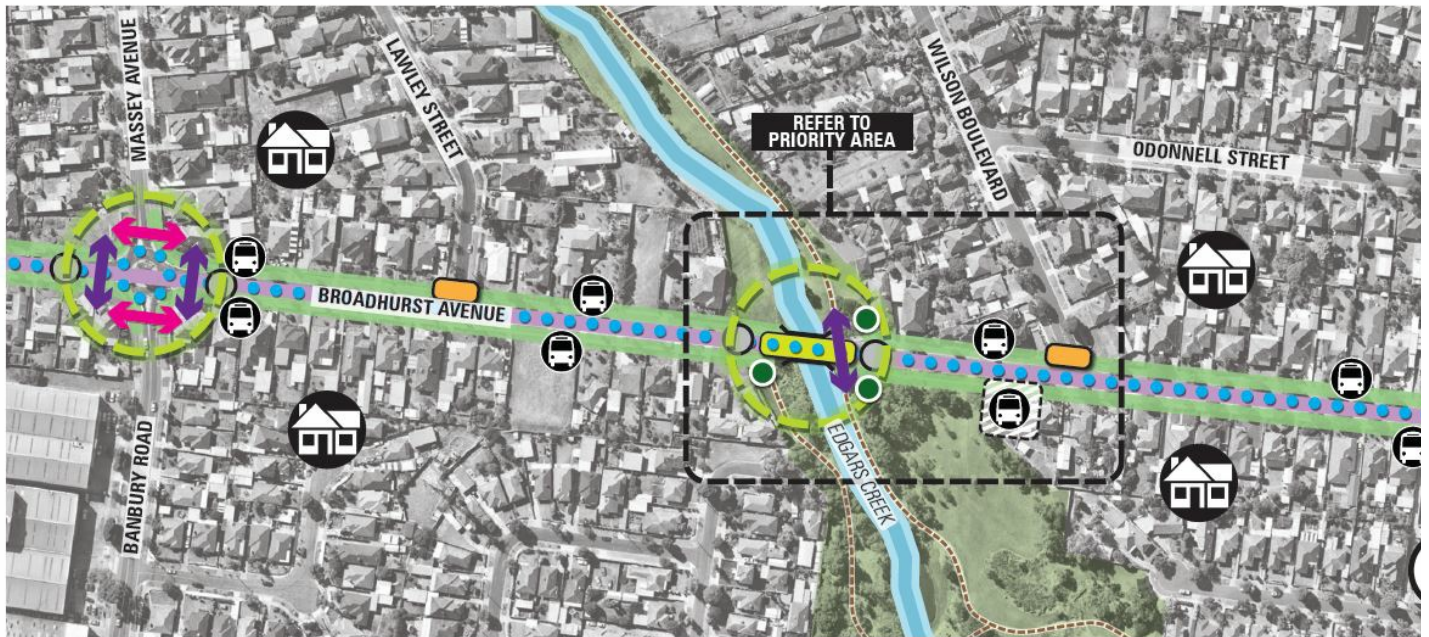 MASSEY AVENUE
LAWLEY STREET
REFER TO
PRIORITY AREA
WILSON BOULEVARD
ODONNELL STREET
BROADHURST AVENUE
EDGARS CREEK
BANBURY ROAD